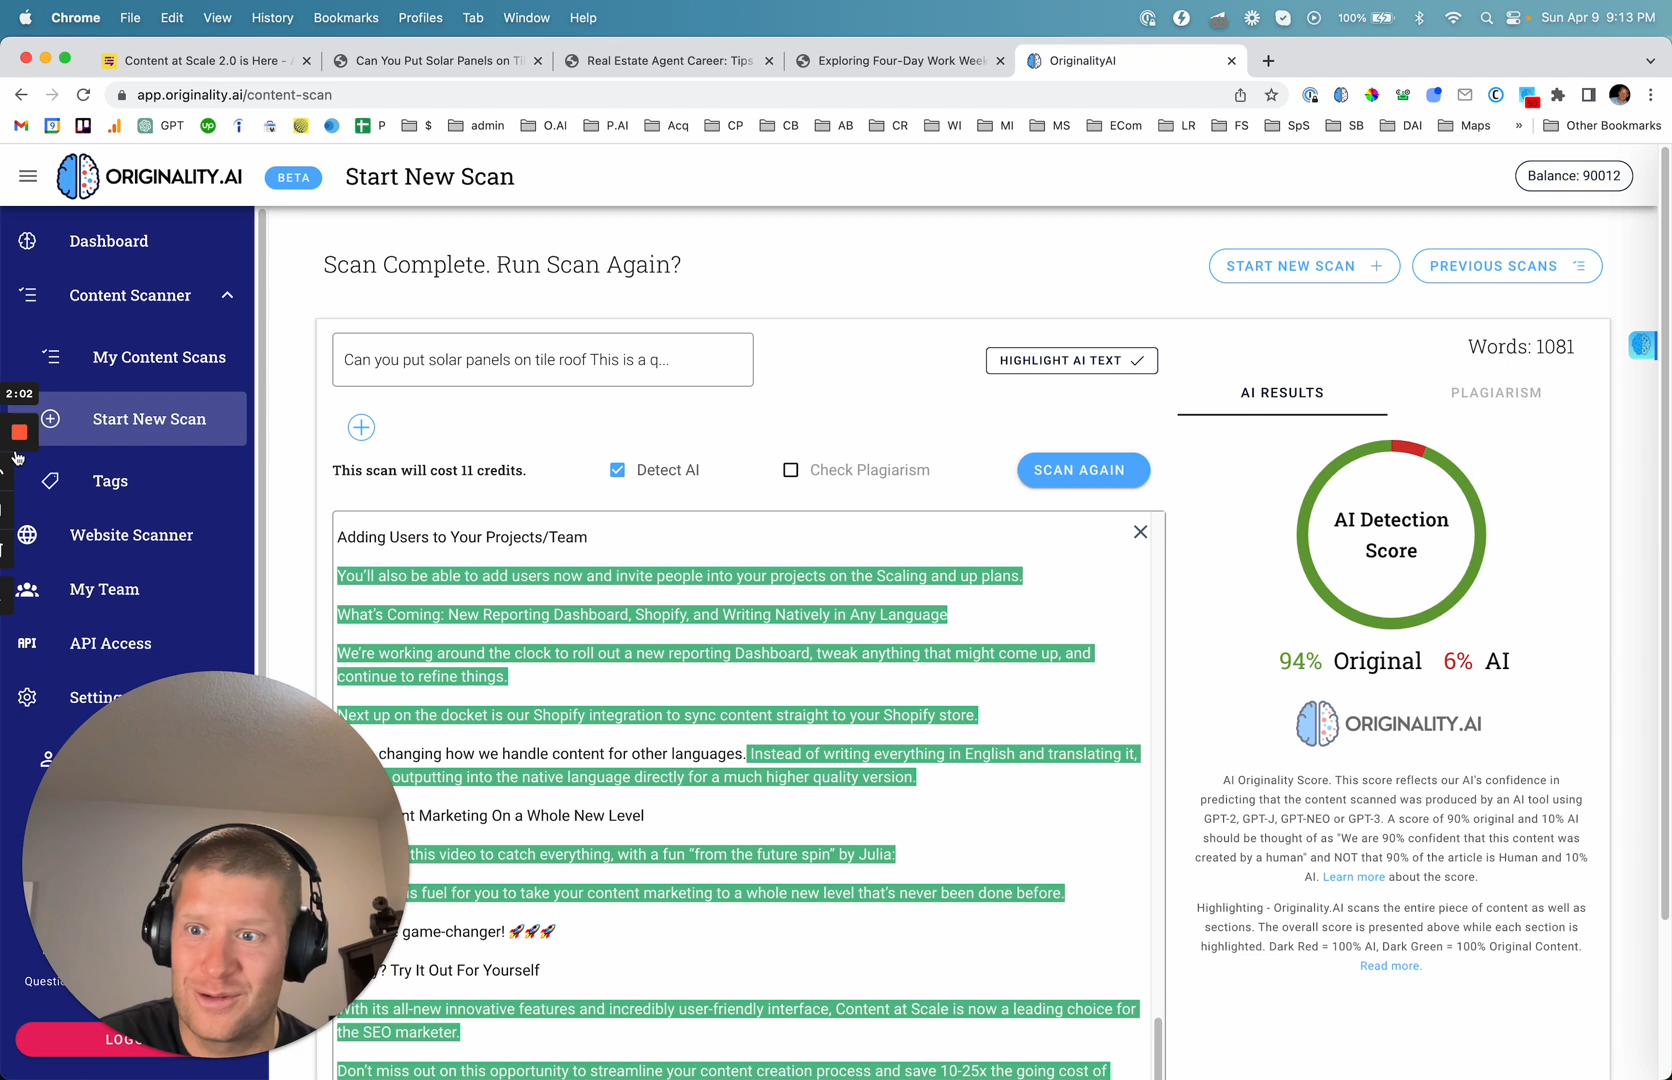 Chrome File Edit View History Bookmarks Profiles Tab Window Help
100% Sun Apr 9 9:13 PM
Content at Scale 2.0 is Here -
Can You Put Solar Panels on Ti
Real Estate Agent Career: Tips
Exploring Four-Day Work Week
OriginalityAI
app.originality.ai/content-scan
GPT P $ admin O.AI P.AI Acq CP CB AB CR WI MI MS ECom LR FS SpS SB DAI Maps » Other Bookmarks
ORIGINALITY.AI BETA Start New Scan Balance: 90012
Dashboard
Content Scanner
My Content Scans
2:02
Start New Scan
Tags
Website Scanner
My Team
API API Access
Scan Complete. Run Scan Again?
START NEW SCAN +
PREVIOUS SCANS
Can you put solar panels on tile roof This is a q...
HIGHLIGHT AI TEXT
This scan will cost 11 credits.
Detect AI
Check Plagiarism
SCAN AGAIN
Adding Users to Your Projects/Team
You'll also be able to add users now and invite people into your projects on the Scaling and up plans.
What's Coming: New Reporting Dashboard, Shopify, and Writing Natively in Any Language
We're working around the clock to roll out a new reporting Dashboard, tweak anything that might come up, and
continue to refine things.
Next up on the docket is our Shopify integration to sync content straight to your Shopify store.
changing how we handle content for other languages. Instead of writing everything in English and translating it,
outputting into the native language directly for a much higher quality version.
Marketing On a Whole New Level
this video to catch everything, with a fun “from the future spin” by Julia:
fuel for you to take your content marketing to a whole new level that's never been done before.
game-changer! 🚀🚀🚀
? Try It Out For Yourself
With its all-new innovative features and incredibly user-friendly interface, Content at Scale is now a leading choice for
the SEO marketer.
Don't miss out on this opportunity to streamline your content creation process and save 10-25x the going cost of
Words: 1081
AI RESULTS
PLAGIARISM
AI Detection
Score
94% Original 6% AI
ORIGINALITY.AI
AI Originality Score. This score reflects our AI's confidence in
predicting that the content scanned was produced by an AI tool using
GPT-2, GPT-J, GPT-NEO or GPT-3. A score of 90% original and 10% AI
should be thought of as "We are 90% confident that this content was
created by a human" and NOT that 90% of the article is Human and 10%
AI. Learn more about the score.
Highlighting - Originality.AI scans the entire piece of content as well as
sections. The overall score is presented above while each section is
highlighted. Dark Red = 100% AI, Dark Green = 100% Original Content.
Read more.